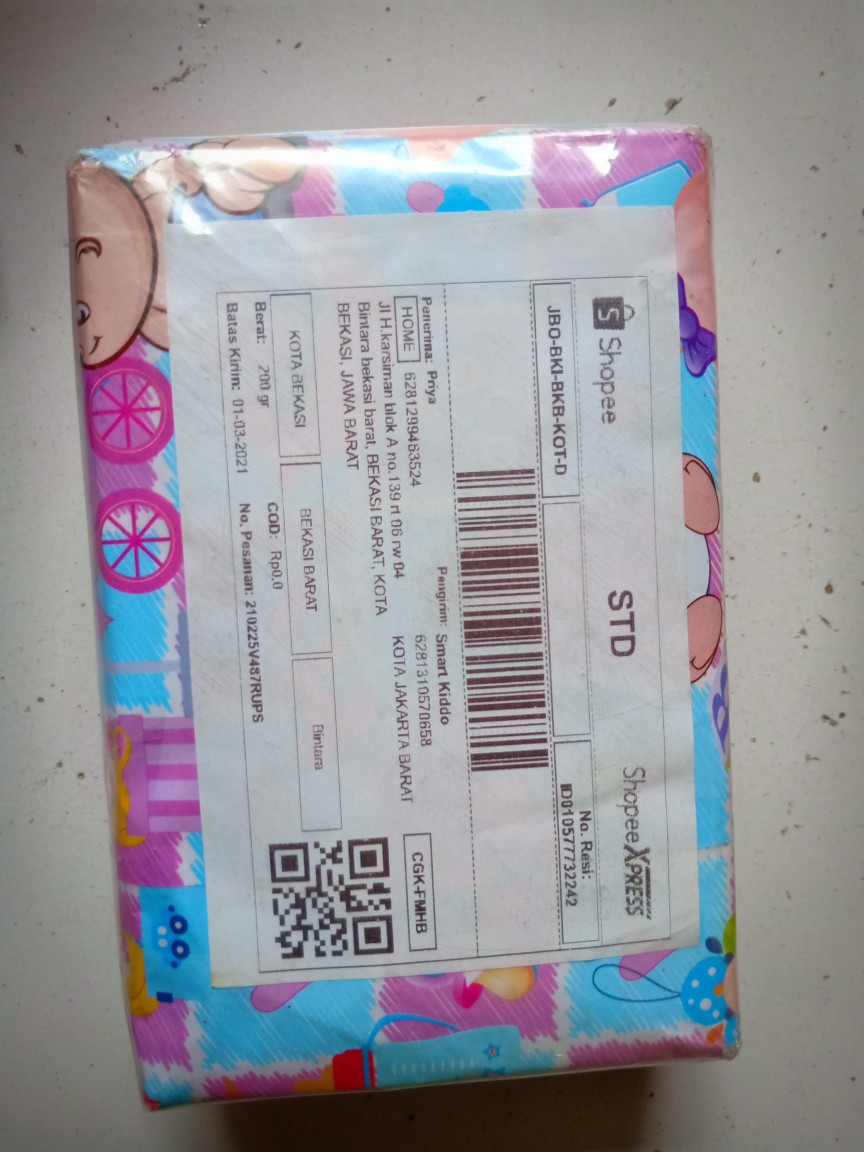 Shopee
STD
Shopee XPRESS
JBO-BKI-BKB-KOT-D
No. Resi:
ID010577732242
Penerima: Priya
HOME 6281299463524
Jl H.karsiman blok A no.139 rt 06 rw 04
Bintara bekasi barat, BEKASI BARAT, KOTA
BEKASI, JAWA BARAT
Pengirim: Smart Kiddo
6281310570658
KOTA JAKARTA BARAT
CGK-FMHB
KOTA BEKASI
BEKASI BARAT
Bintara
Berat: 200 gr
COD: Rp0,0
Batas Kirim: 01-03-2021
No. Pesanan: 210225V487RUPS